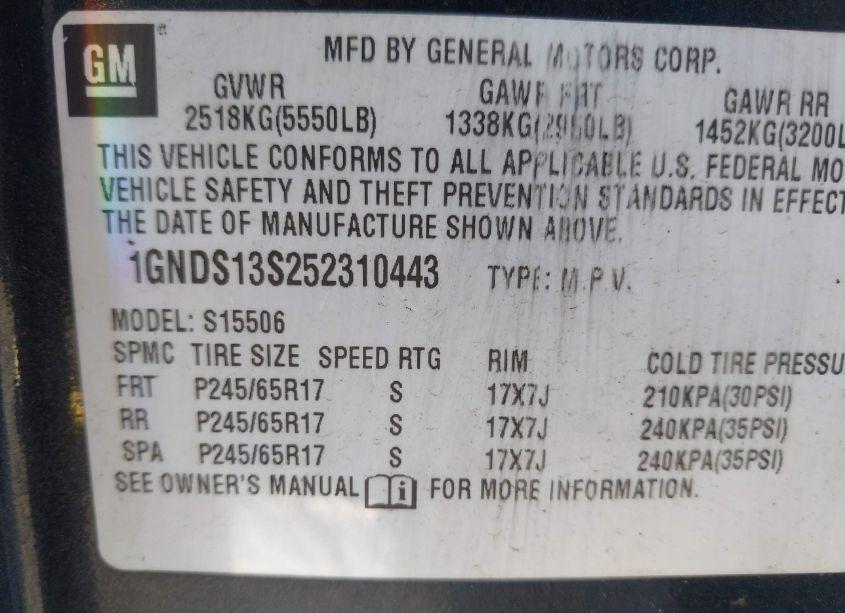 GM
MFD BY GENERAL MOTORS CORP.
GVWR GAWR FRT GAWR RR
2518KG(5550LB) 1338KG(2950LB) 1452KG(3200L
THIS VEHICLE CONFORMS TO ALL APPLICABLE U.S. FEDERAL MO
VEHICLE SAFETY AND THEFT PREVENTION STANDARDS IN EFFECT
THE DATE OF MANUFACTURE SHOWN ABOVE.
1GNDS13S252310443 TYPE: M.P.V.
MODEL: S15506
SPMC TIRE SIZE SPEED RTG RIM COLD TIRE PRESSU
FRT P245/65R17 S 17X7J 210KPA(30PSI)
RR P245/65R17 S 17X7J 240KPA(35PSI)
SPA P245/65R17 S 17X7J 240KPA(35PSI)
SEE OWNER'S MANUAL i FOR MORE INFORMATION.